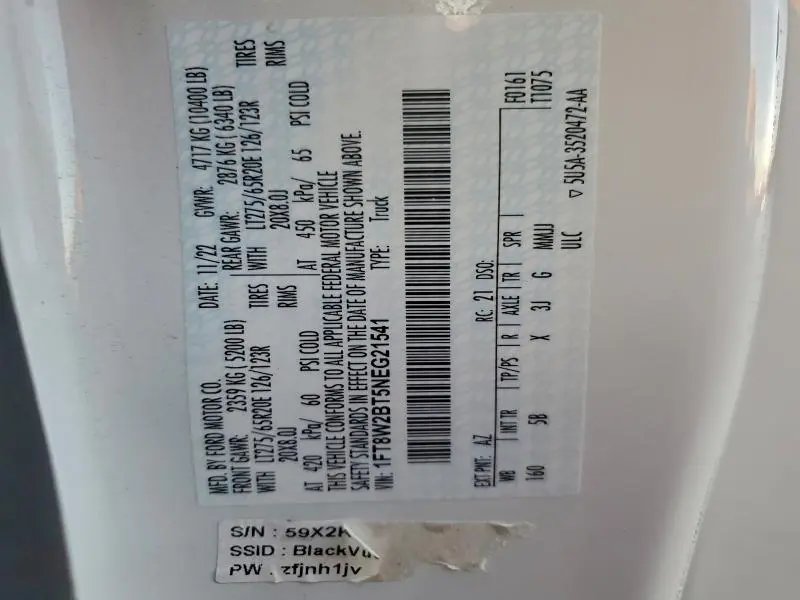 MFD. BY FORD MOTOR CO.
DATE: 11/22 GVWR: 4717 KG (10400 LB)
FRONT GAWR: 2359 KG (5200 LB) REAR GAWR: 2876 KG (6340 LB)
WITH LT275/65R20E 126/123R TIRES WITH LT275/65R20E 126/123R TIRES
20X8.0J RIMS 20X8.0J RIMS
AT 420 kPa/ 60 PSI COLD AT 450 kPa/ 65 PSI COLD
THIS VEHICLE CONFORMS TO ALL APPLICABLE FEDERAL MOTOR VEHICLE
SAFETY STANDARDS IN EFFECT ON THE DATE OF MANUFACTURE SHOWN ABOVE.
VIN: 1FT8W2BT5NEG21541 TYPE: Truck
F0161
EXT PNT: AZ RC: 21 DSO: T1075
WB INT TR TP/PS R AXLE TR SPR
160 5B X 3J G MMJJ
ULC ▽ 5U5A-3520472-AA
S/N : 59X2
SSID :
PW : zfjnh1jv